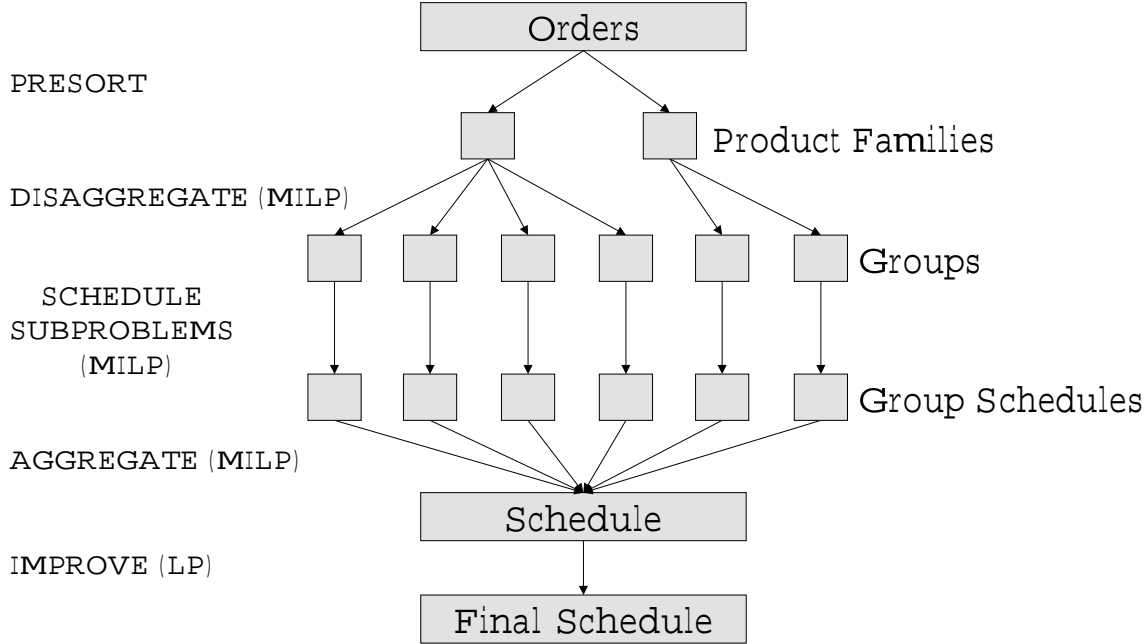 Orders
PRESORT
Product Families
DISAGGREGATE (MILP)
Groups
SCHEDULE
SUBPROBLEMS
(MILP)
Group Schedules
AGGREGATE (MILP)
Schedule
IMPROVE (LP)
Final Schedule